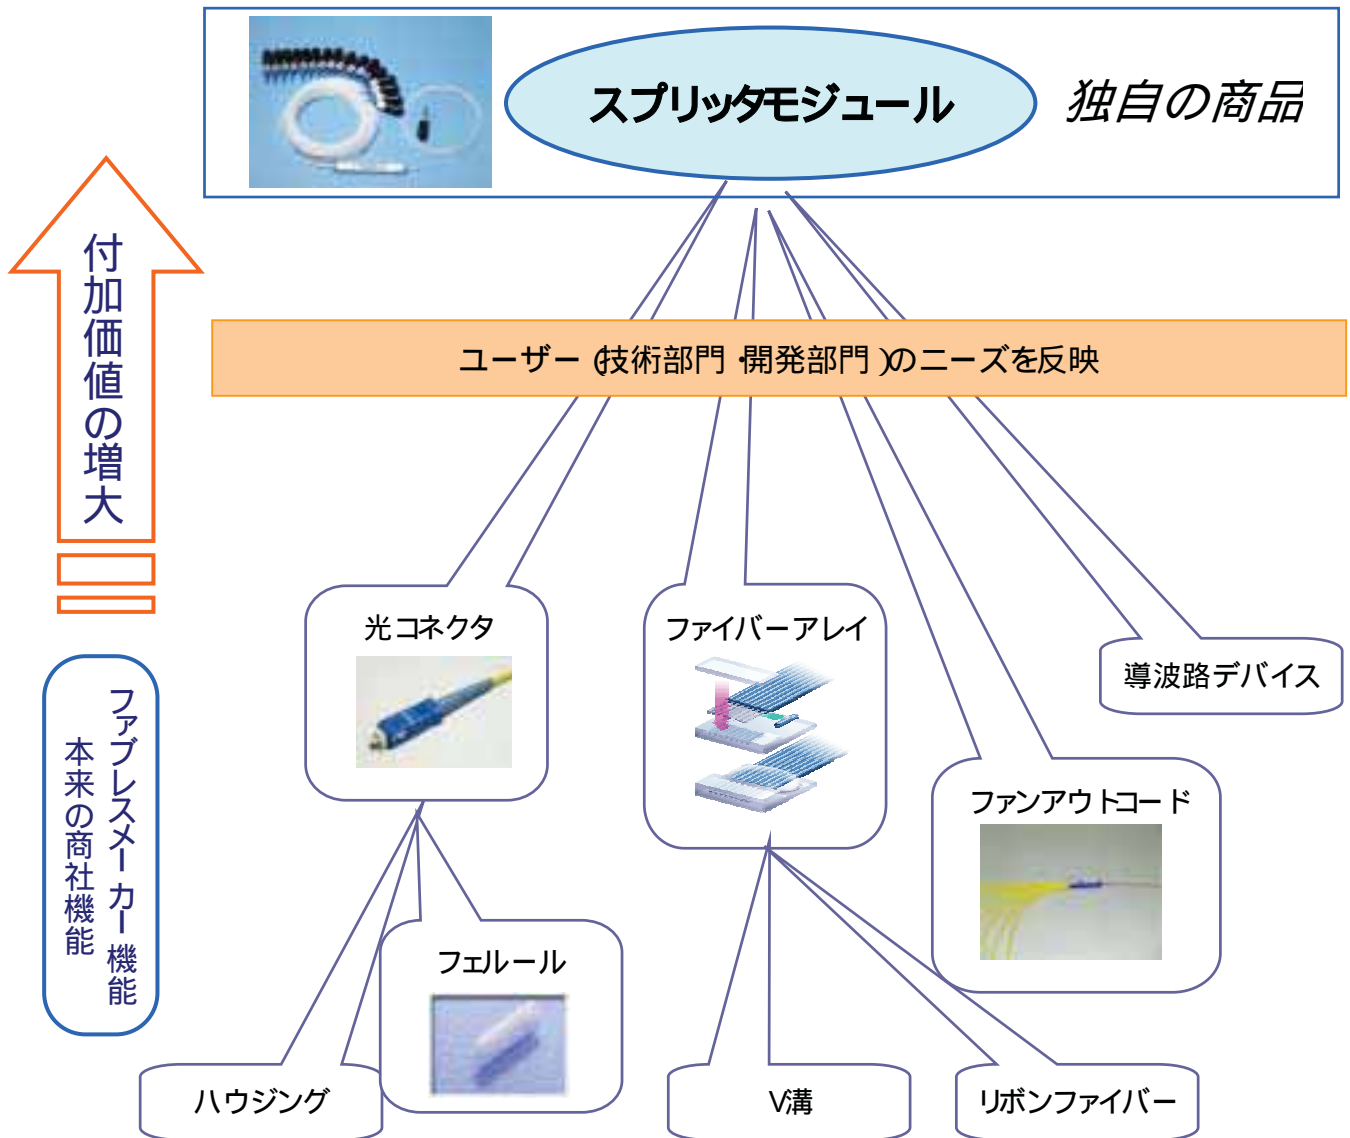 スプリッタモジュール
独自の商品
付加価値の増大
ユーザー(技術部門・開発部門)のニーズを反映
光コネクタ
ファイバーアレイ
導波路デバイス
ファンアウトコード
ファブレスメーカー機能
本来の商社機能
フェルール
ハウジング
V溝
リボンファイバー